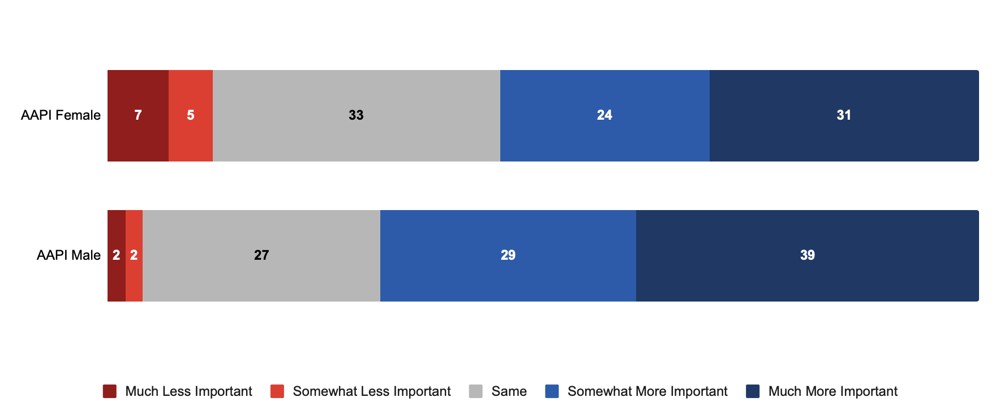 AAPI Female 7 5 33 24 31
AAPI Male 2 2 27 29 39
Much Less Important Somewhat Less Important Same Somewhat More Important Much More Important